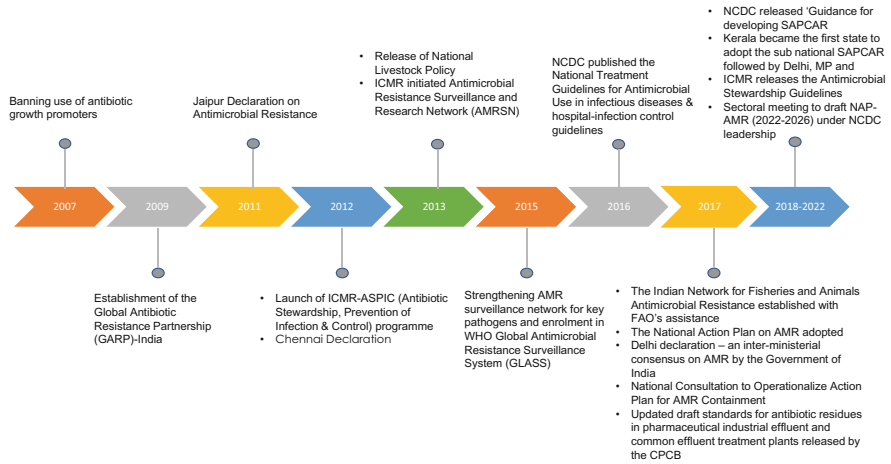 Banning use of antibiotic
growth promoters
Jaipur Declaration on
Antimicrobial Resistance
• Release of National
Livestock Policy
• ICMR initiated Antimicrobial
Resistance Surveillance and
Research Network (AMRSN)
NCDC published the
National Treatment
Guidelines for Antimicrobial
Use in infectious diseases &
hospital-infection control
guidelines
• NCDC released ‘Guidance for
developing SAPCAR
• Kerala became the first state to
adopt the sub national SAPCAR
followed by Delhi, MP and
• ICMR releases the Antimicrobial
Stewardship Guidelines
• Sectoral meeting to draft NAP-
AMR (2022-2026) under NCDC
leadership
2007
2009
2011
2012
2013
2015
2016
2017
2018-2022
Establishment of the
Global Antibiotic
Resistance Partnership
(GARP)-India
• Launch of ICMR-ASPIC (Antibiotic
Stewardship, Prevention of
Infection & Control) programme
• Chennai Declaration
Strengthening AMR
surveillance network for key
pathogens and enrolment in
WHO Global Antimicrobial
Resistance Surveillance
System (GLASS)
• The Indian Network for Fisheries and Animals
Antimicrobial Resistance established with
FAO’s assistance
• The National Action Plan on AMR adopted
• Delhi declaration – an inter-ministerial
consensus on AMR by the Government of
India
• National Consultation to Operationalize Action
Plan for AMR Containment
• Updated draft standards for antibiotic residues
in pharmaceutical industrial effluent and
common effluent treatment plants released by
the CPCB